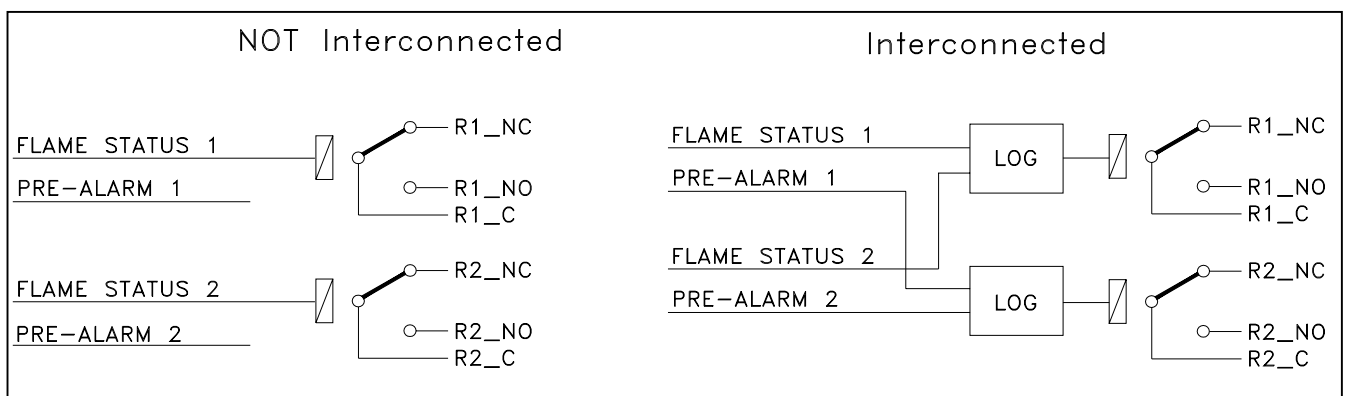 NOT Interconnected
FLAME STATUS 1
PRE-ALARM 1
R1_NC
R1_NO
R1_C
FLAME STATUS 2
PRE-ALARM 2
R2_NC
R2_NO
R2_C
Interconnected
FLAME STATUS 1
PRE-ALARM 1
LOG
R1_NC
R1_NO
R1_C
FLAME STATUS 2
PRE-ALARM 2
LOG
R2_NC
R2_NO
R2_C